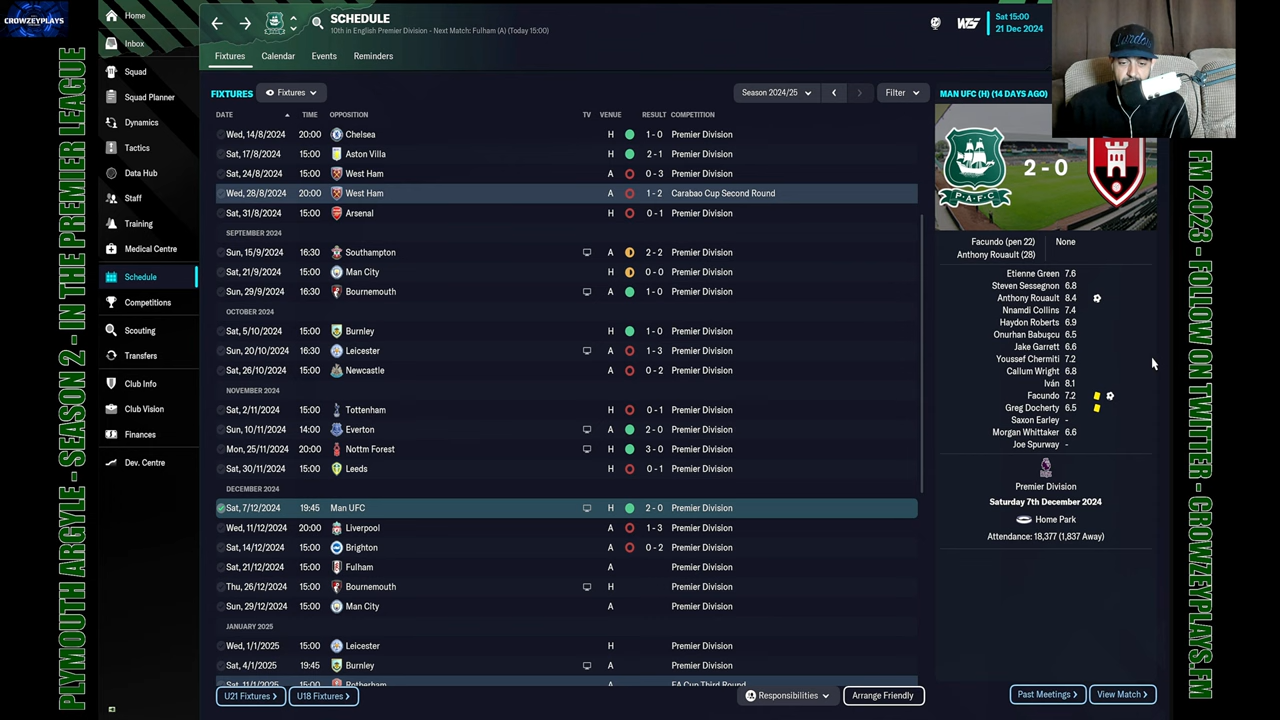 CROWZEYPLAYS
PLYMOUTH ARGYLE - SEASON 2 - IN THE PREMIER LEAGUE
Home
Inbox
Squad
Squad Planner
Dynamics
Tactics
Data Hub
Staff
Training
Medical Centre
Schedule
Competitions
Scouting
Transfers
Club Info
Club Vision
Finances
Dev. Centre
SCHEDULE
10th in English Premier Division - Next Match: Fulham (A) (Today 15:00)
Sat 15:00
21 Dec 2024
Fixtures Calendar Events Reminders
FIXTURES Fixtures Season 2024/25 Filter
DATE TIME OPPOSITION TV VENUE RESULT COMPETITION
Wed, 14/8/2024 20:00 Chelsea H 1 - 0 Premier Division
Sat, 17/8/2024 15:00 Aston Villa H 2 - 1 Premier Division
Sat, 24/8/2024 15:00 West Ham A 0 - 3 Premier Division
Wed, 28/8/2024 20:00 West Ham A 1 - 2 Carabao Cup Second Round
Sat, 31/8/2024 15:00 Arsenal H 0 - 1 Premier Division
SEPTEMBER 2024
Sun, 15/9/2024 16:30 Southampton A 2 - 2 Premier Division
Sat, 21/9/2024 15:00 Man City H 0 - 0 Premier Division
Sun, 29/9/2024 16:30 Bournemouth A 1 - 0 Premier Division
OCTOBER 2024
Sat, 5/10/2024 15:00 Burnley H 1 - 0 Premier Division
Sun, 20/10/2024 16:30 Leicester A 1 - 3 Premier Division
Sat, 26/10/2024 15:00 Newcastle A 0 - 2 Premier Division
NOVEMBER 2024
Sat, 2/11/2024 15:00 Tottenham H 0 - 1 Premier Division
Sun, 10/11/2024 14:00 Everton A 2 - 0 Premier Division
Mon, 25/11/2024 20:00 Nottm Forest H 3 - 0 Premier Division
Sat, 30/11/2024 15:00 Leeds H 0 - 1 Premier Division
DECEMBER 2024
Sat, 7/12/2024 19:45 Man UFC H 2 - 0 Premier Division
Wed, 11/12/2024 20:00 Liverpool A 1 - 3 Premier Division
Sat, 14/12/2024 15:00 Brighton A 0 - 2 Premier Division
Sat, 21/12/2024 15:00 Fulham A Premier Division
Thu, 26/12/2024 15:00 Bournemouth H Premier Division
Sun, 29/12/2024 15:00 Man City A Premier Division
JANUARY 2025
Wed, 1/1/2025 15:00 Leicester H Premier Division
Sat, 4/1/2025 19:45 Burnley A Premier Division
Sat, 11/1/2025 15:00 Rotherham A FA Cup Third Round
U21 Fixtures U18 Fixtures Responsibilities Arrange Friendly
MAN UFC (H) (14 DAYS AGO)
P.A.F.C
2 - 0
Facundo (pen 22) None
Anthony Rouault (28)
Etienne Green 7.6
Steven Sessegnon 6.8
Anthony Rouault 8.4
Nnamdi Collins 7.4
Haydon Roberts 6.9
Onurhan Babuşcu 6.5
Jake Garrett 6.6
Youssef Chermiti 7.2
Callum Wright 6.8
Iván 8.1
Facundo 7.2
Greg Docherty 6.5
Saxon Earley -
Morgan Whittaker 6.6
Joe Spurway -
Premier Division
Saturday 7th December 2024
Home Park
Attendance: 18,377 (1,837 Away)
Past Meetings View Match
FM 2023 - FOLLOW ON TWITTER - CROWZEYPLAYS.FM